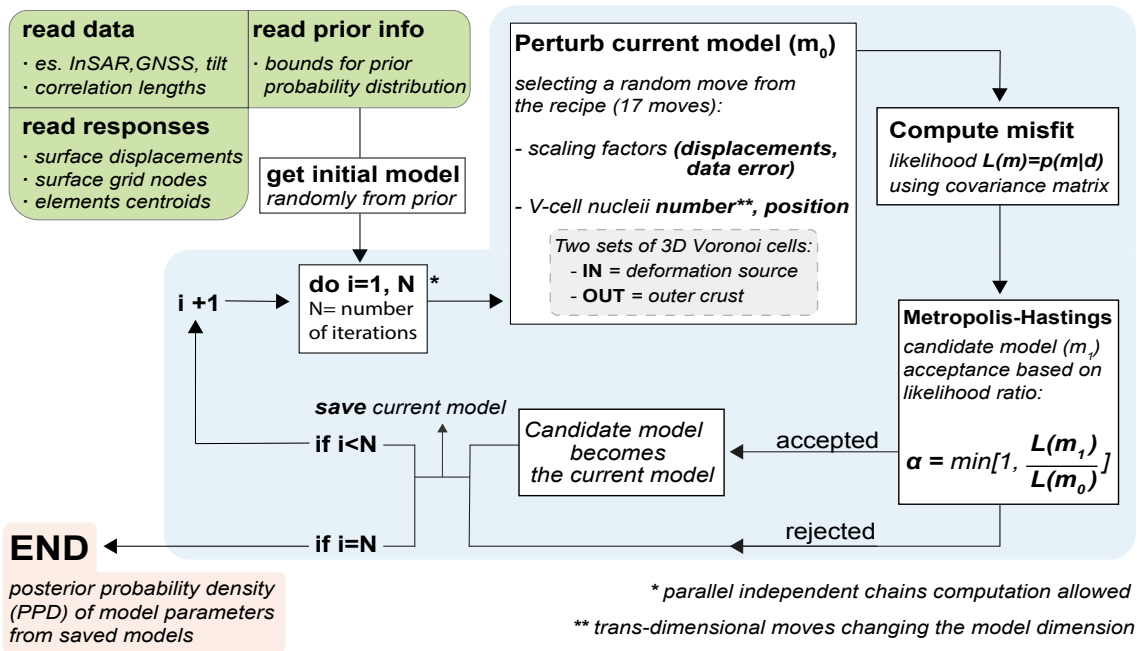 read data
· es. InSAR,GNSS, tilt
· correlation lengths
read prior info
· bounds for prior
probability distribution
read responses
· surface displacements
· surface grid nodes
· elements centroids
get initial model
randomly from prior
i +1
do i=1, N
*
N= number
of iterations
Perturb current model (m₀)
selecting a random move from
the recipe (17 moves):
- scaling factors (displacements,
data error)
- V-cell nucleii number**, position
Two sets of 3D Voronoi cells:
- IN = deformation source
- OUT = outer crust
Compute misfit
likelihood L(m)=p(m|d)
using covariance matrix
Metropolis-Hastings
candidate model (m₁)
acceptance based on
likelihood ratio:
α = min[1, L(m₁)/L(m₀)]
accepted
rejected
Candidate model
becomes
the current model
save current model
if i<N
if i=N
END
posterior probability density
(PPD) of model parameters
from saved models
* parallel independent chains computation allowed
** trans-dimensional moves changing the model dimension